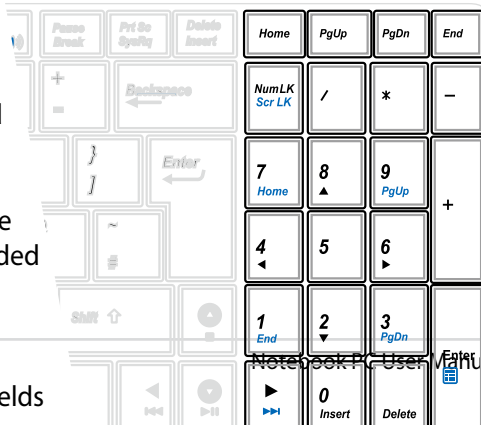 Pause Break
Prt Sc SysRq
Delete Insert
Home
PgUp
PgDn
End
+
-
Backspace
Num LK
Scr LK
/
*
-
}
]
Enter
7
Home
8
9
PgUp
+
e
ded
~
#
4
5
6
Shift
1
End
2
3
PgDn
Notebook PC User Manu
Enter
elds
0
Insert
Delete